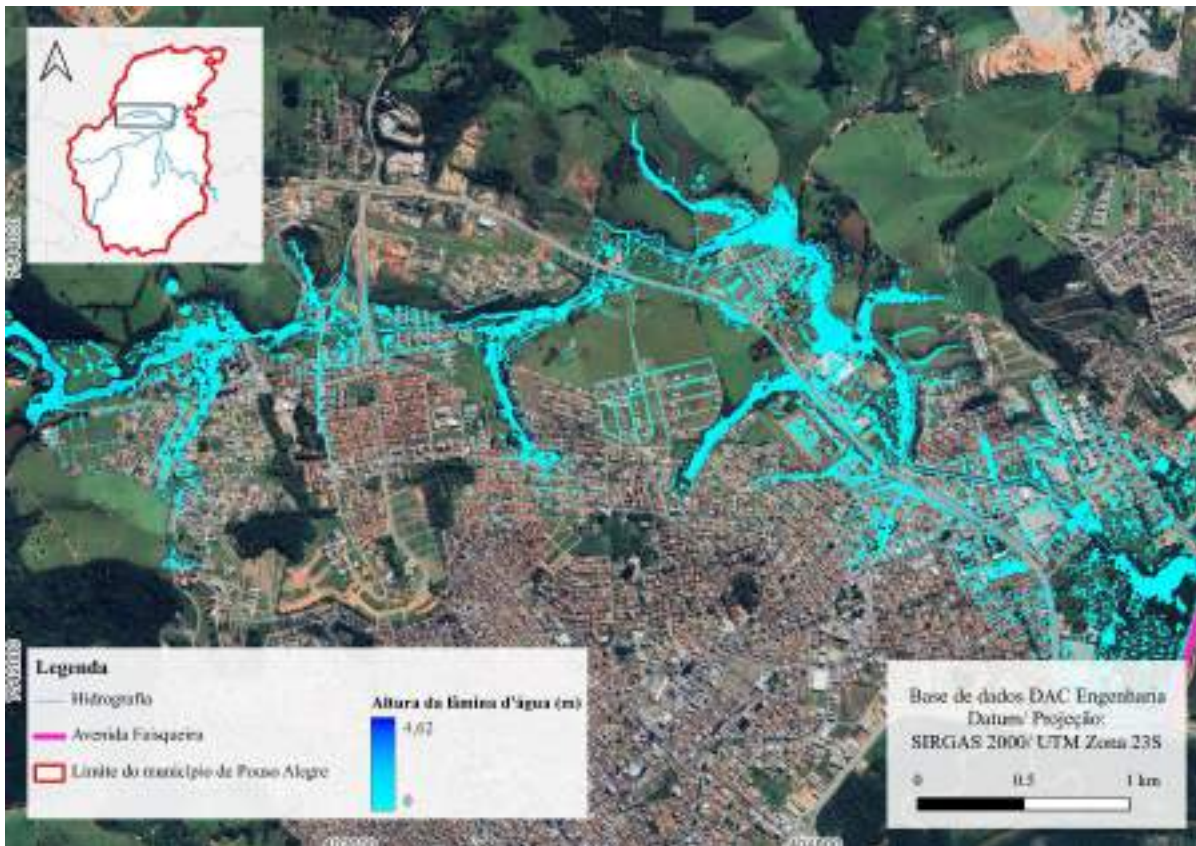 Legenda
Hidrografia
Avenida Faisqueira
Limite do município de Pouso Alegre
Altura da lâmina d'água (m)
4,62
0
Base de dados DAC Engenharia
Datum/ Projeção:
SIRGAS 2000/ UTM Zona 23S
0 0.5 1 km